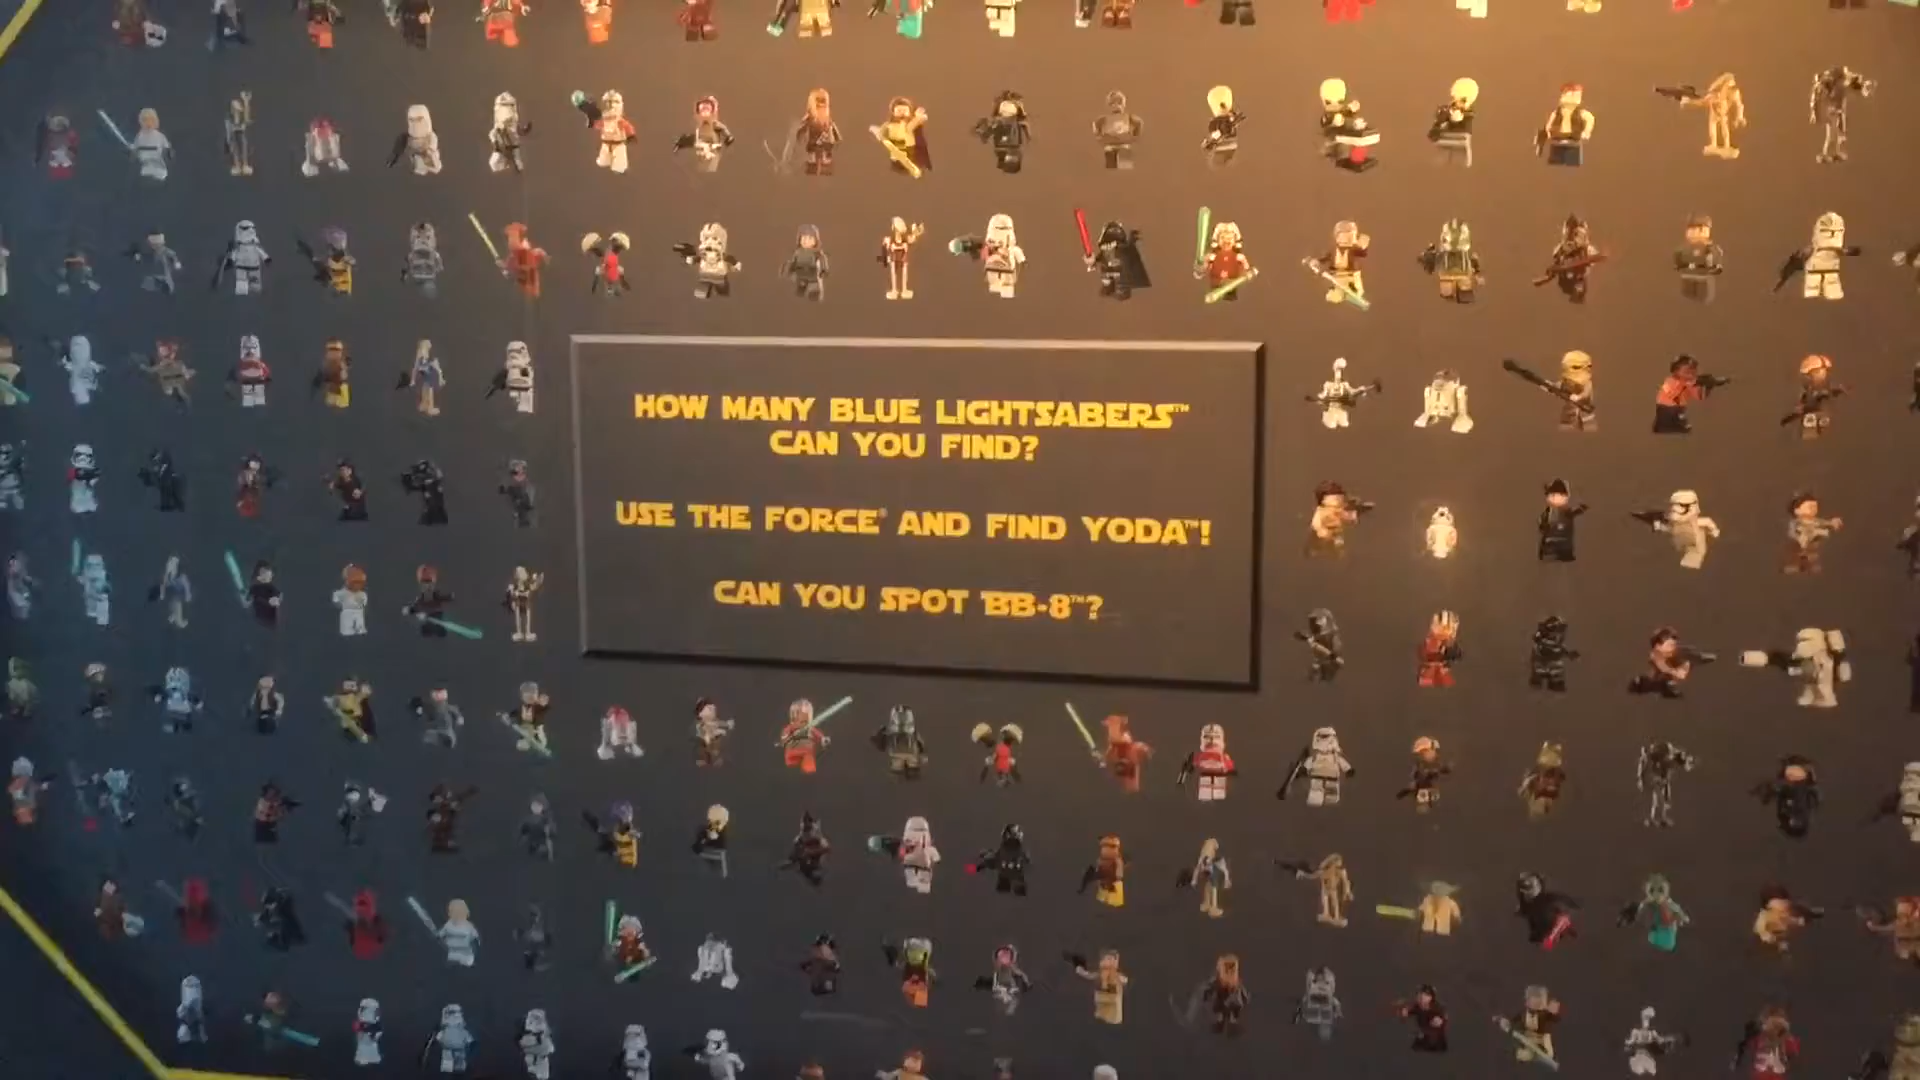 HOW MANY BLUE LIGHTSABERS™
CAN YOU FIND?
USE THE FORCE® AND FIND YODA™!
CAN YOU SPOT BB-8™?